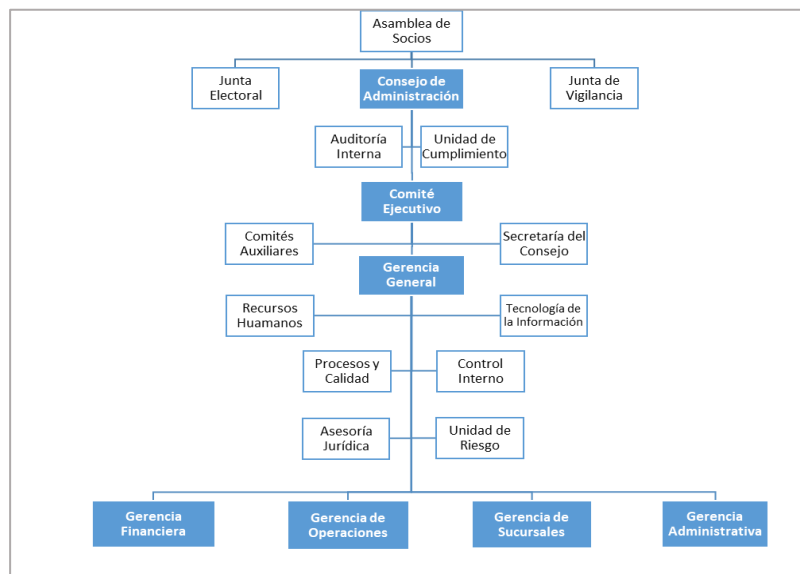 Asamblea de
Socios
Junta
Electoral
Consejo de
Administración
Junta de
Vigilancia
Auditoría
Interna
Unidad de
Cumplimiento
Comité
Ejecutivo
Comités
Auxiliares
Secretaría del
Consejo
Gerencia
General
Recursos
Huamanos
Tecnología de
la Información
Procesos y
Calidad
Control
Interno
Asesoría
Jurídica
Unidad de
Riesgo
Gerencia
Financiera
Gerencia de
Operaciones
Gerencia de
Sucursales
Gerencia
Administrativa